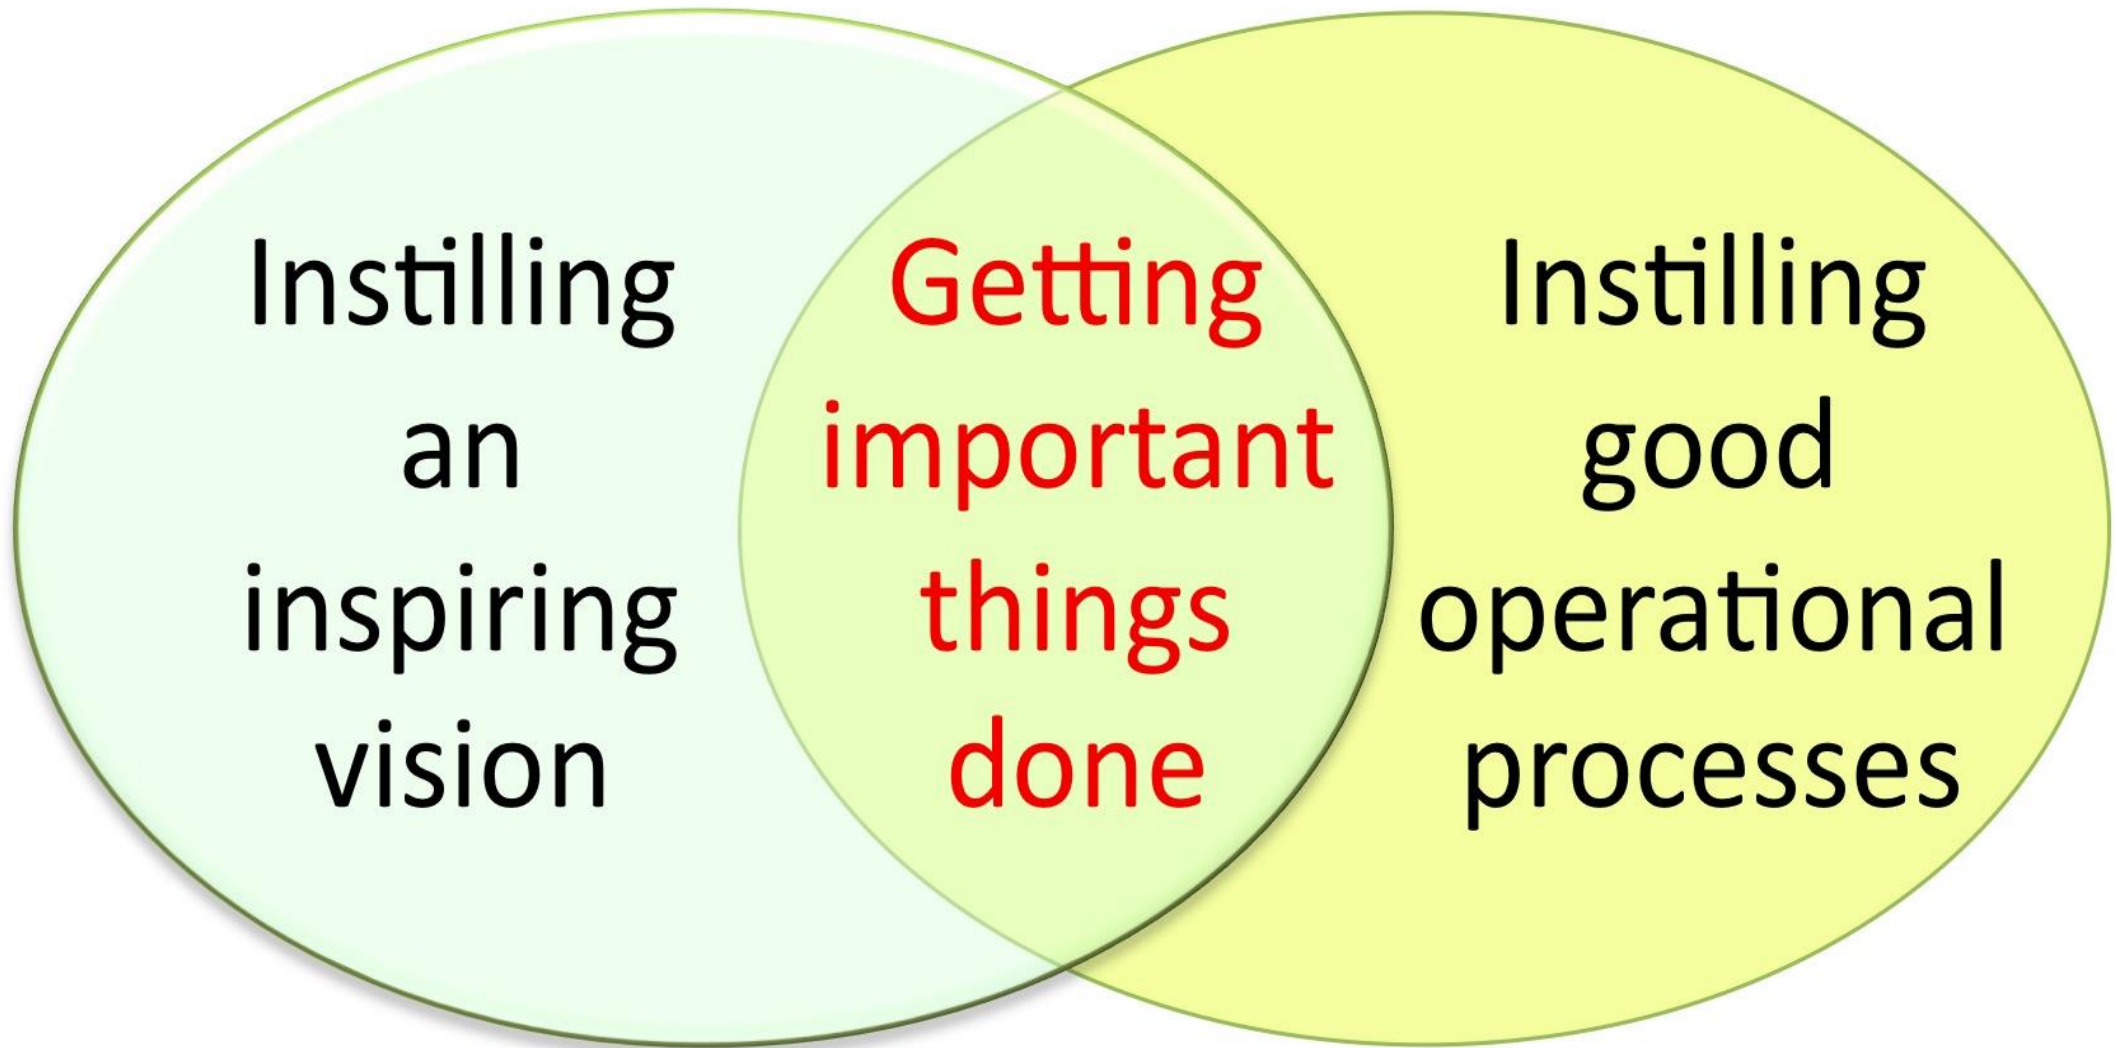 Instilling
an
inspiring
vision
Getting
important
things
done
Instilling
good
operational
processes